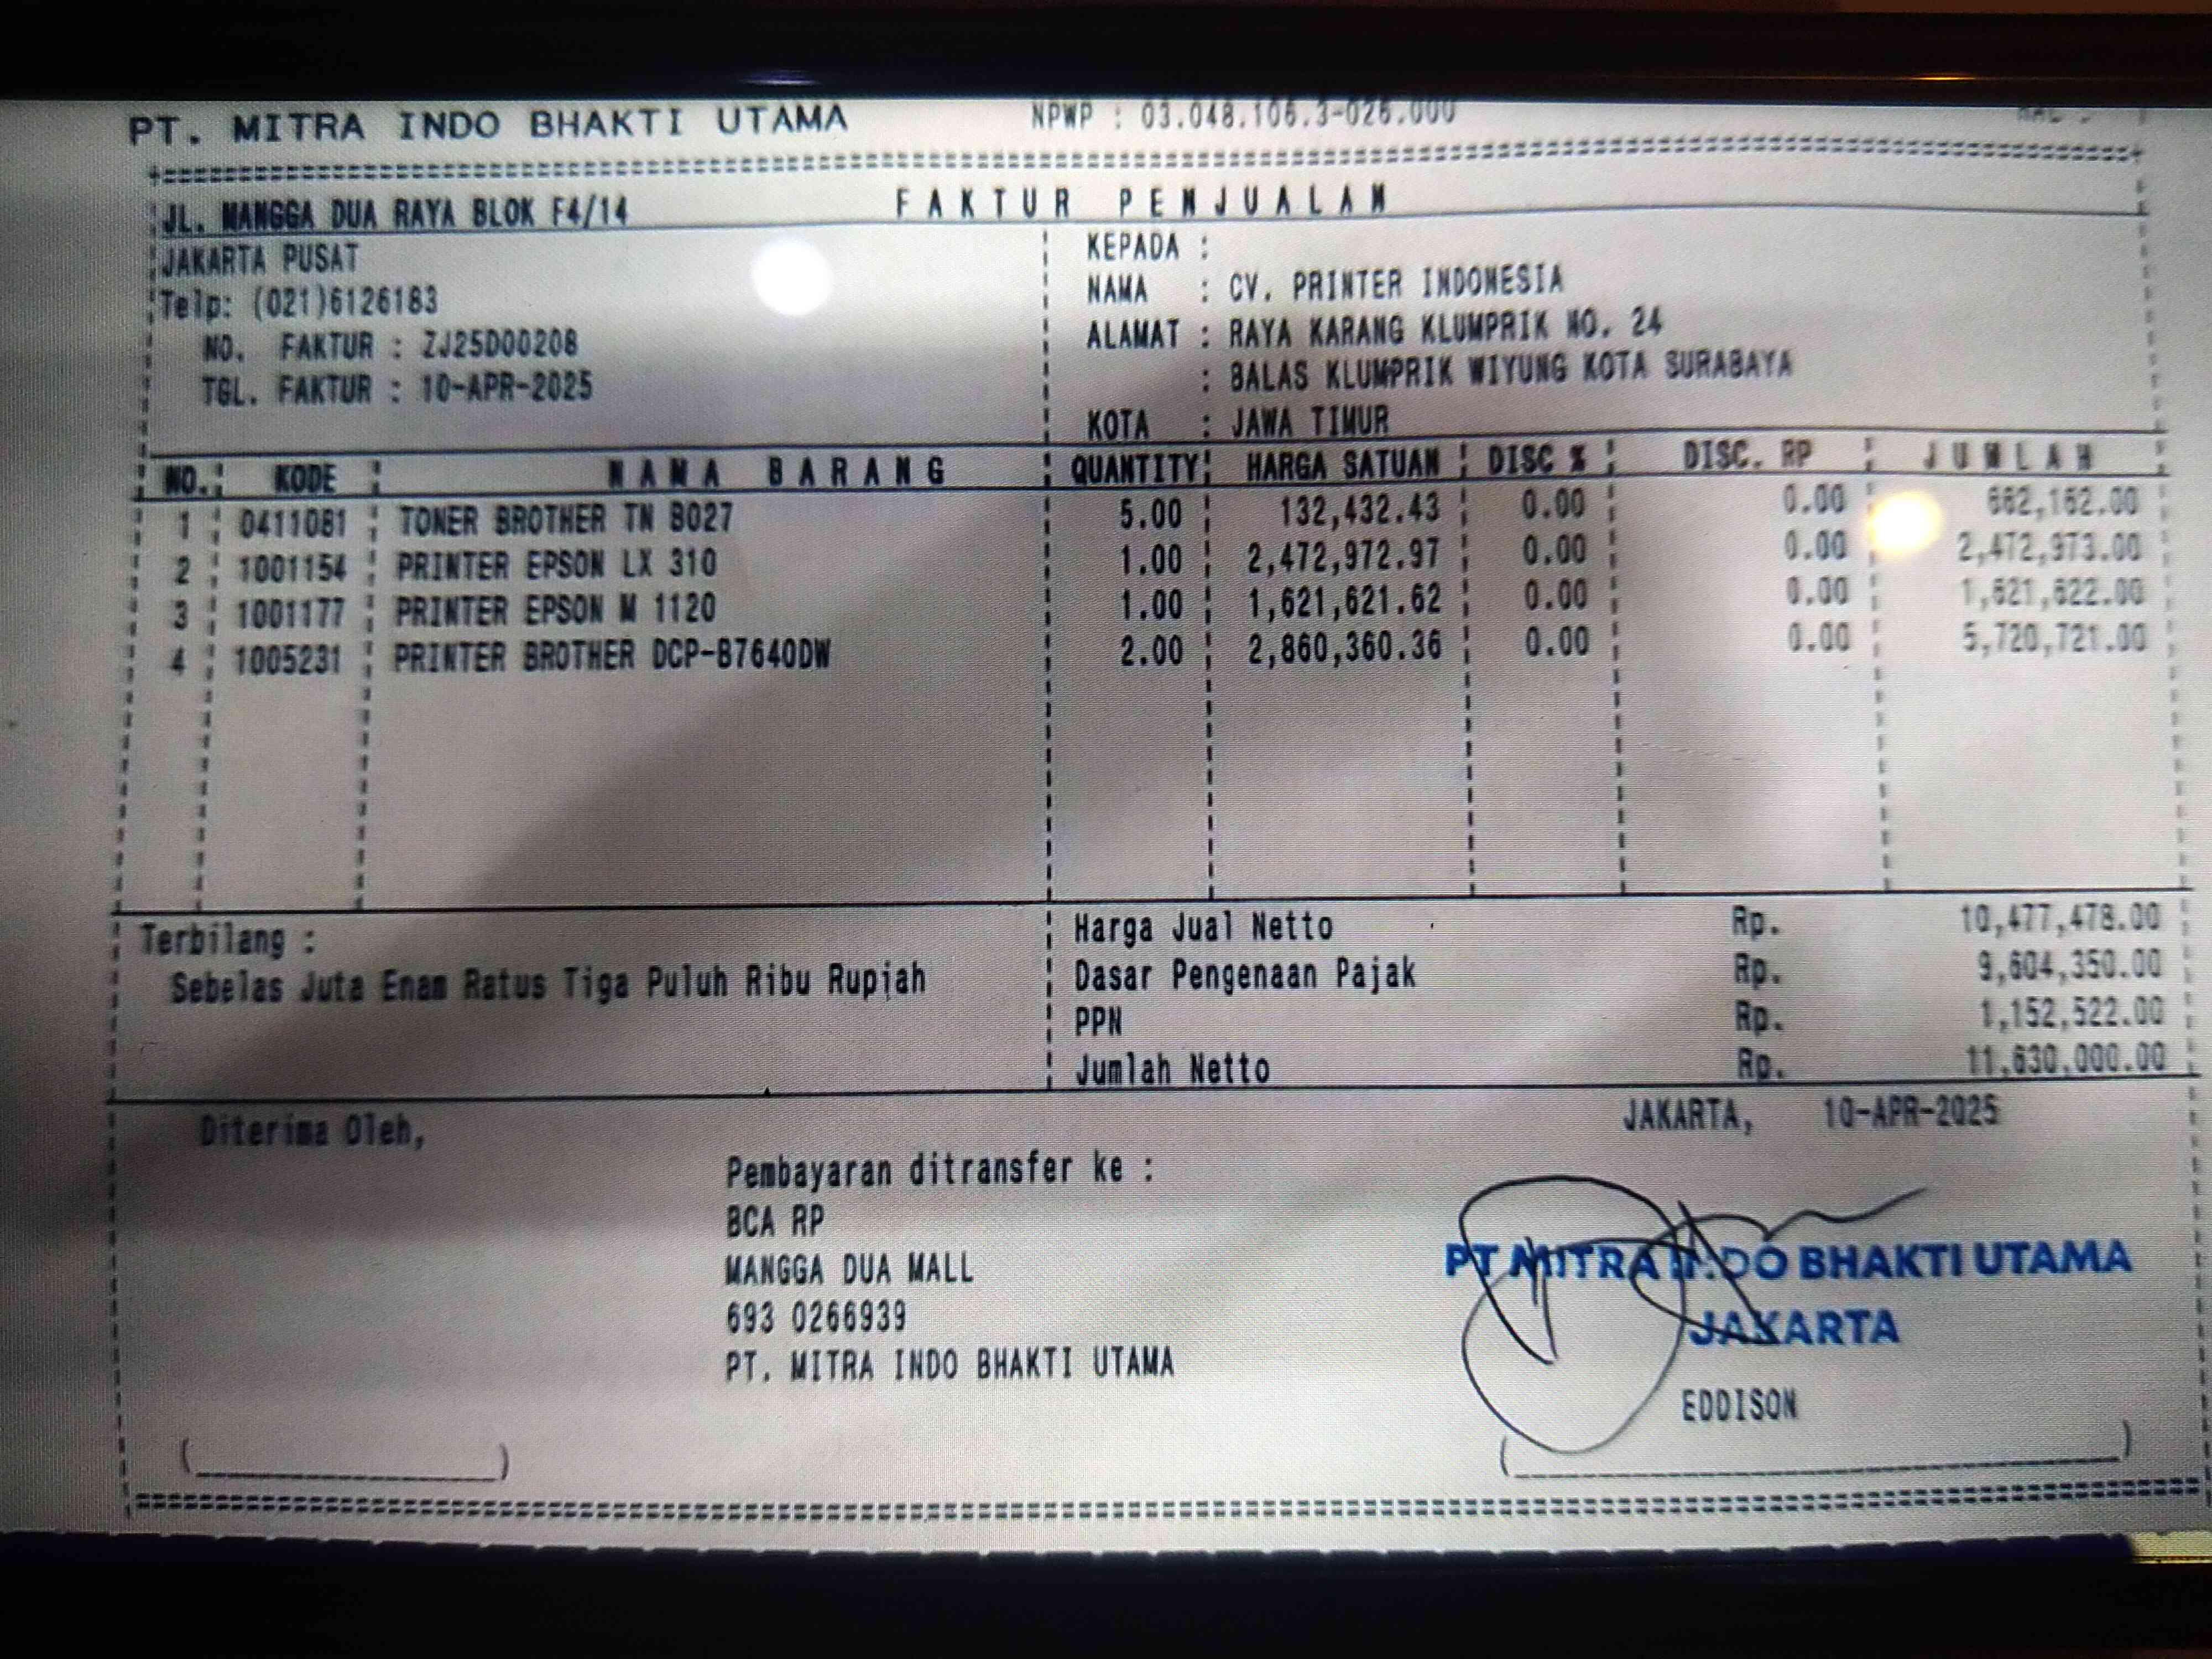 PT. MITRA INDO BHAKTI UTAMA NPWP : 03.048.106.3-026.000
FAKTUR PENJUALAN
JL. MANGGA DUA RAYA BLOK F4/14
JAKARTA PUSAT
Telp: (021)6126183
NO. FAKTUR : ZJ25D00208
TGL. FAKTUR : 10-APR-2025
KEPADA :
NAMA : CV. PRINTER INDONESIA
ALAMAT : RAYA KARANG KLUMPRIK NO. 24
: BALAS KLUMPRIK WIYUNG KOTA SURABAYA
KOTA : JAWA TIMUR
NO. KODE NAMA BARANG QUANTITY HARGA SATUAN DISC % DISC. RP JUMLAH
1 0411081 TONER BROTHER TN B027 5.00 132,432.43 0.00 0.00 662,162.00
2 1001154 PRINTER EPSON LX 310 1.00 2,472,972.97 0.00 0.00 2,472,973.00
3 1001177 PRINTER EPSON M 1120 1.00 1,621,621.62 0.00 0.00 1,621,622.00
4 1005231 PRINTER BROTHER DCP-B7640DW 2.00 2,860,360.36 0.00 0.00 5,720,721.00
Terbilang :
Sebelas Juta Enam Ratus Tiga Puluh Ribu Rupiah
Harga Jual Netto Rp. 10,477,478.00
Dasar Pengenaan Pajak Rp. 9,604,350.00
PPN Rp. 1,152,522.00
Jumlah Netto Rp. 11,630,000.00
Diterima Oleh,
JAKARTA, 10-APR-2025
Pembayaran ditransfer ke :
BCA RP
MANGGA DUA MALL
693 0266939
PT. MITRA INDO BHAKTI UTAMA
PT MITRA INDO BHAKTI UTAMA
JAKARTA
EDDISON